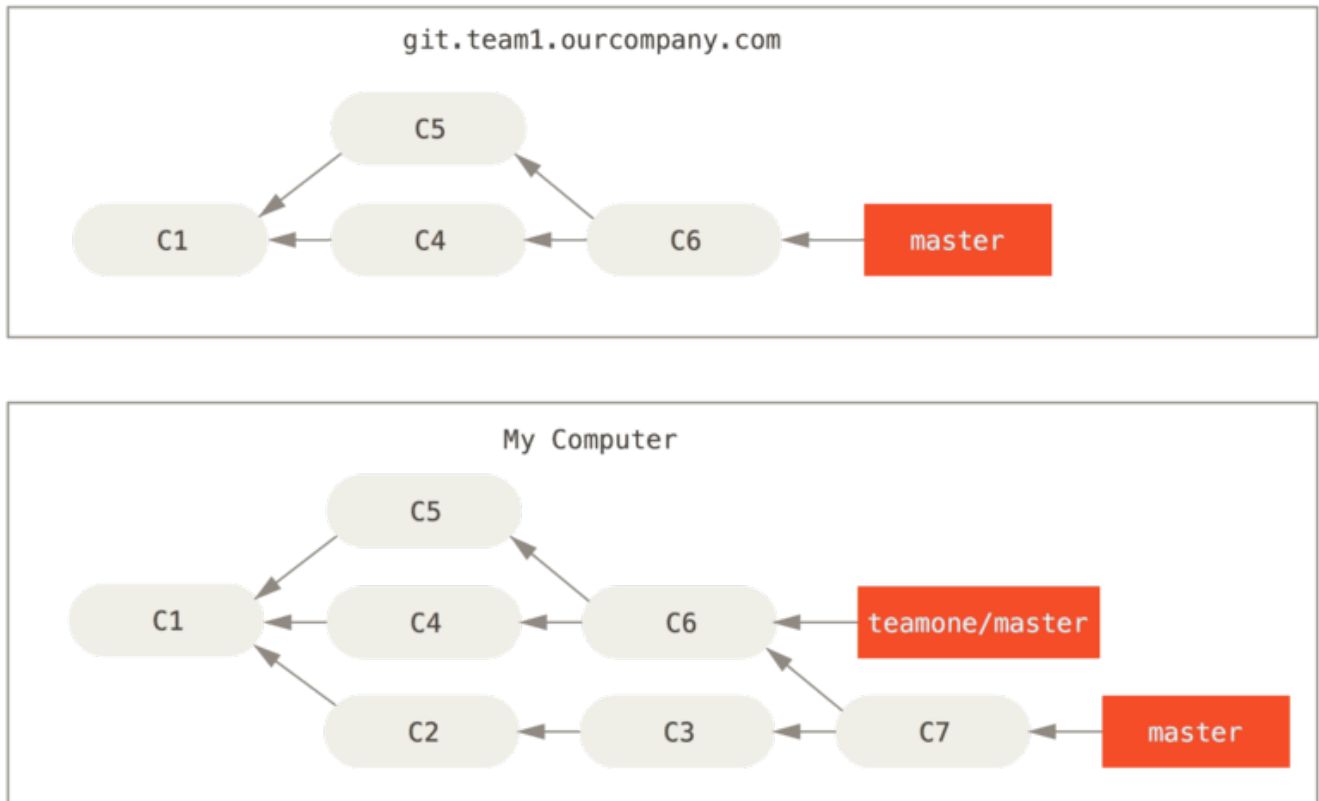 git.team1.ourcompany.com
C5
C1
C4
C6
master
My Computer
C5
C1
C4
C6
teamone/master
C2
C3
C7
master